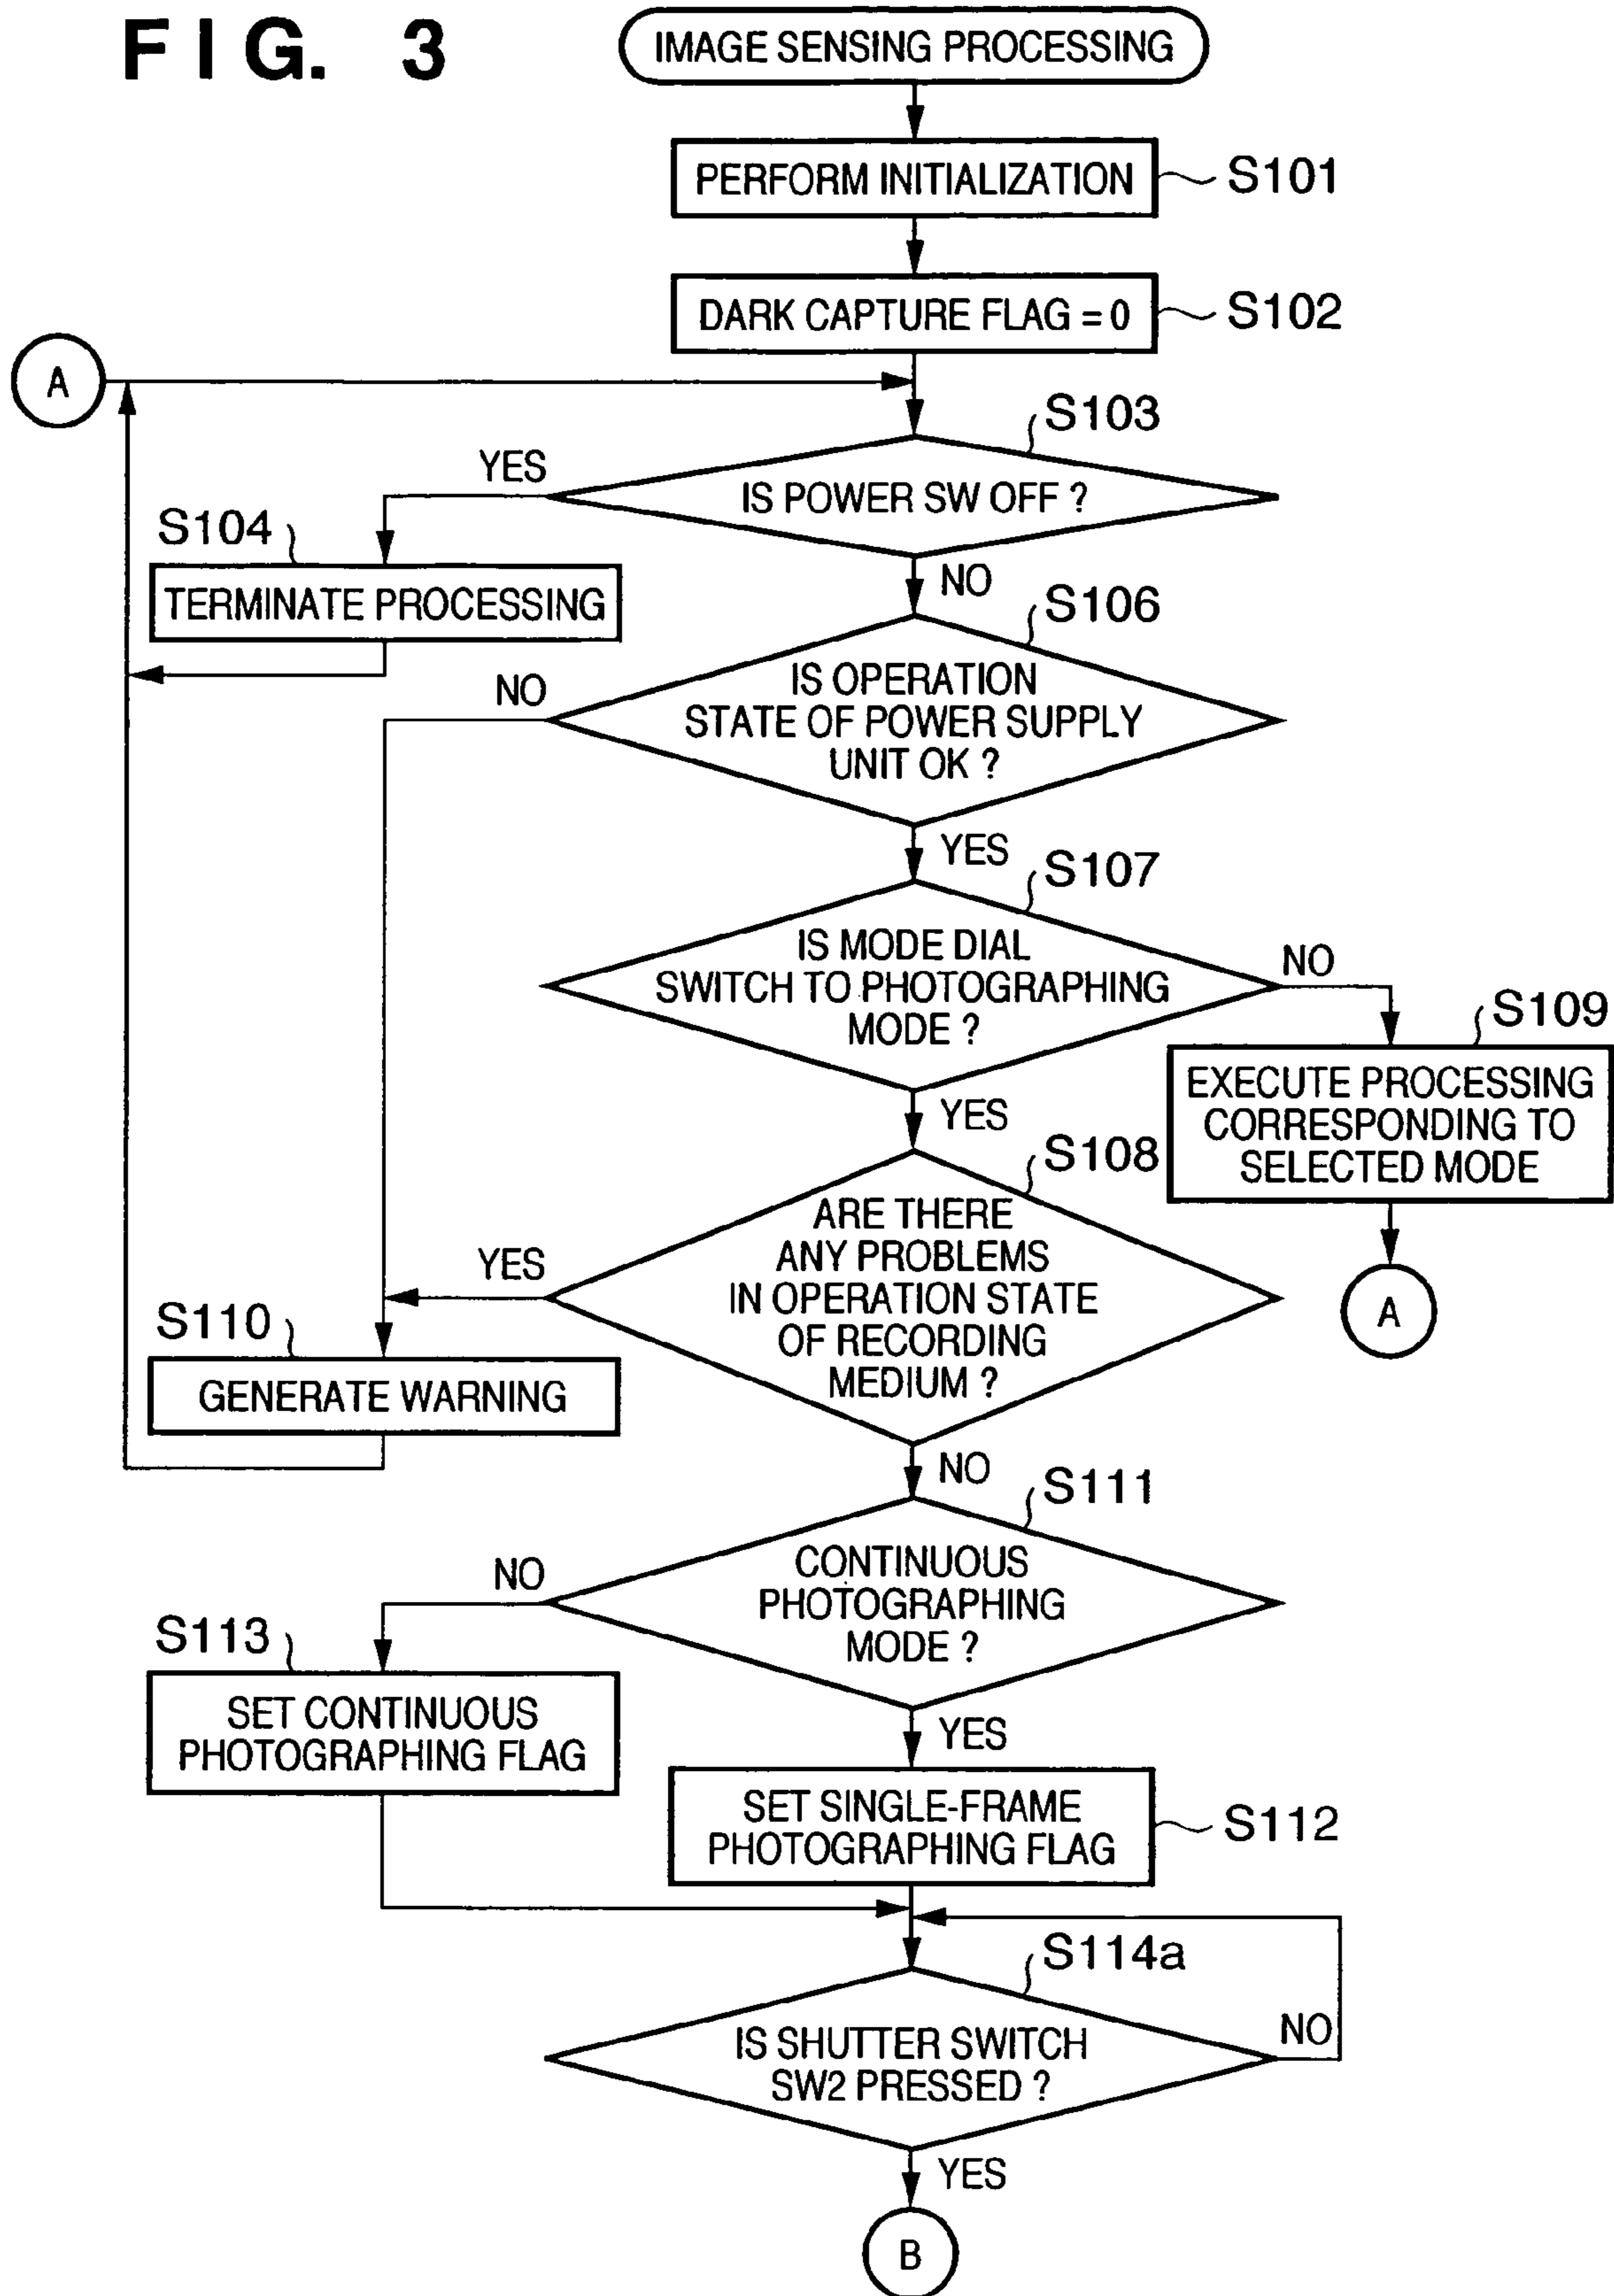 FIG. 3
IMAGE SENSING PROCESSING
PERFORM INITIALIZATION
S101
DARK CAPTURE FLAG = 0
S102
A
S103
YES
IS POWER SW OFF ?
S104
NO
TERMINATE PROCESSING
S106
NO
IS OPERATION
STATE OF POWER SUPPLY
UNIT OK ?
YES
S107
IS MODE DIAL
SWITCH TO PHOTOGRAPHING
MODE ?
NO
S109
EXECUTE PROCESSING
CORRESPONDING TO
SELECTED MODE
YES
S108
ARE THERE
ANY PROBLEMS
IN OPERATION STATE
OF RECORDING
MEDIUM ?
YES
A
S110
GENERATE WARNING
NO
S111
CONTINUOUS
PHOTOGRAPHING
MODE ?
NO
S113
SET CONTINUOUS
PHOTOGRAPHING FLAG
YES
SET SINGLE-FRAME
PHOTOGRAPHING FLAG
S112
S114a
IS SHUTTER SWITCH
SW2 PRESSED ?
NO
YES
B